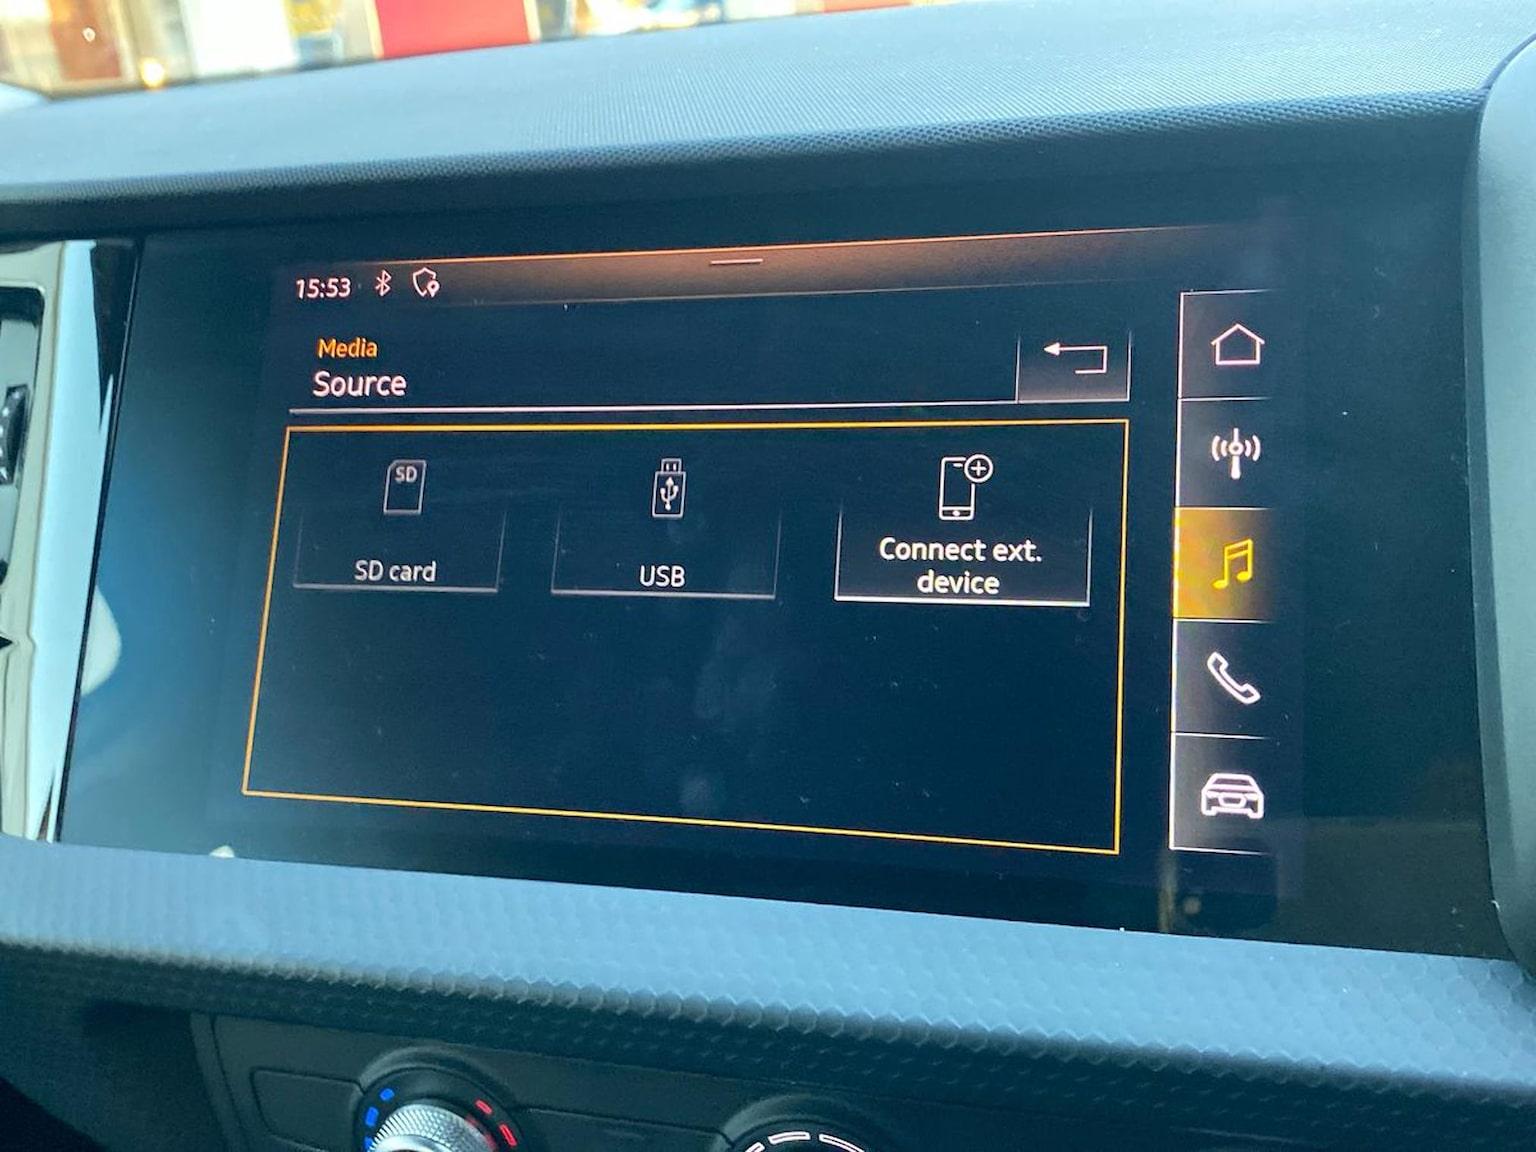 15:53
Media
Source
SD
SD card
USB
Connect ext.
device